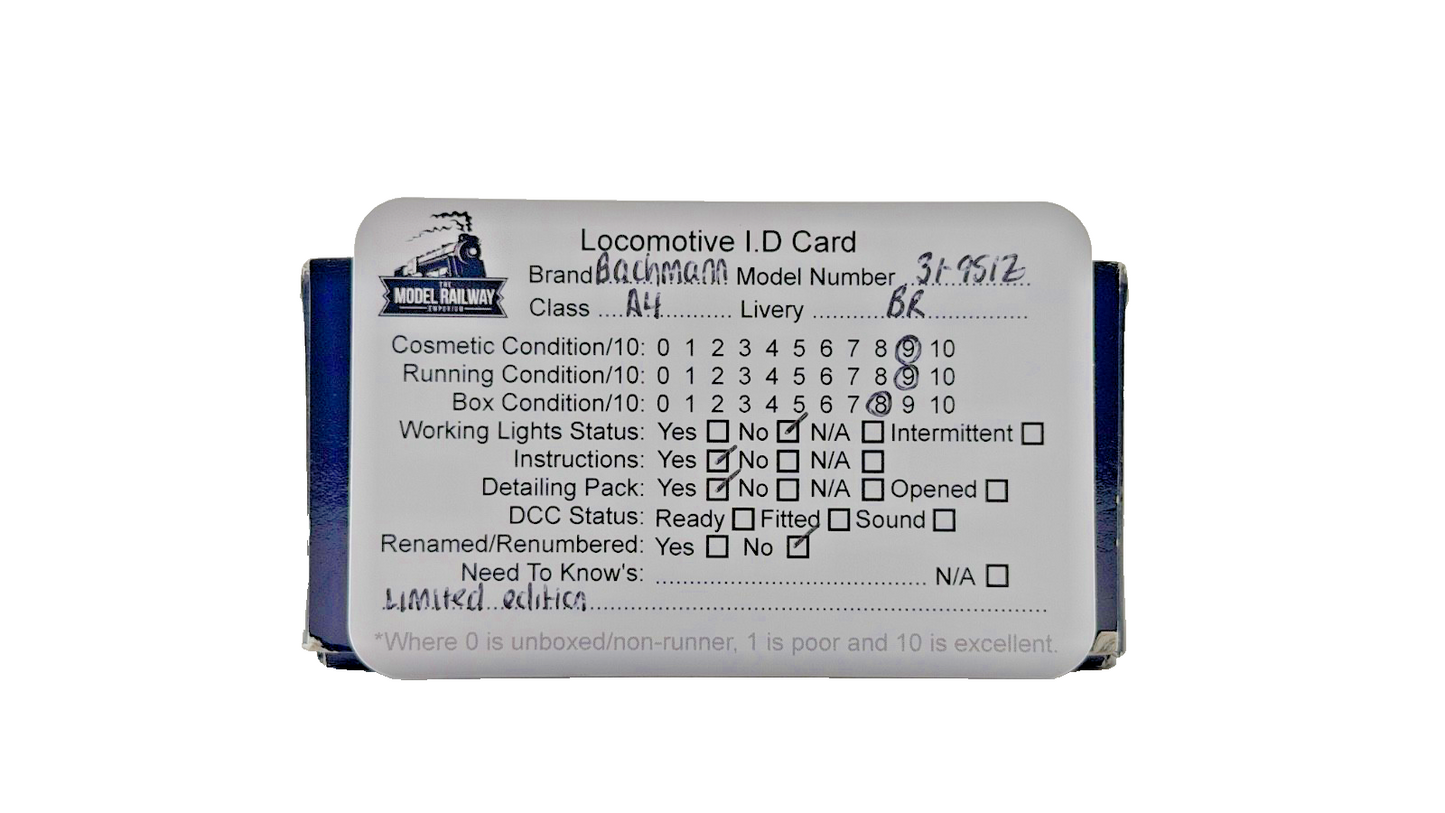 Locomotive I.D Card
THE
MODEL RAILWAY
EMPORIUM
Brand Bachmann Model Number 31-951Z
Class A4 Livery BR
Cosmetic Condition/10: 0 1 2 3 4 5 6 7 8 9 10
Running Condition/10: 0 1 2 3 4 5 6 7 8 9 10
Box Condition/10: 0 1 2 3 4 5 6 7 8 9 10
Working Lights Status: Yes No N/A Intermittent
Instructions: Yes No N/A
Detailing Pack: Yes No N/A Opened
DCC Status: Ready Fitted Sound
Renamed/Renumbered: Yes No
Need To Know's: N/A
Limited edition
*Where 0 is unboxed/non-runner, 1 is poor and 10 is excellent.